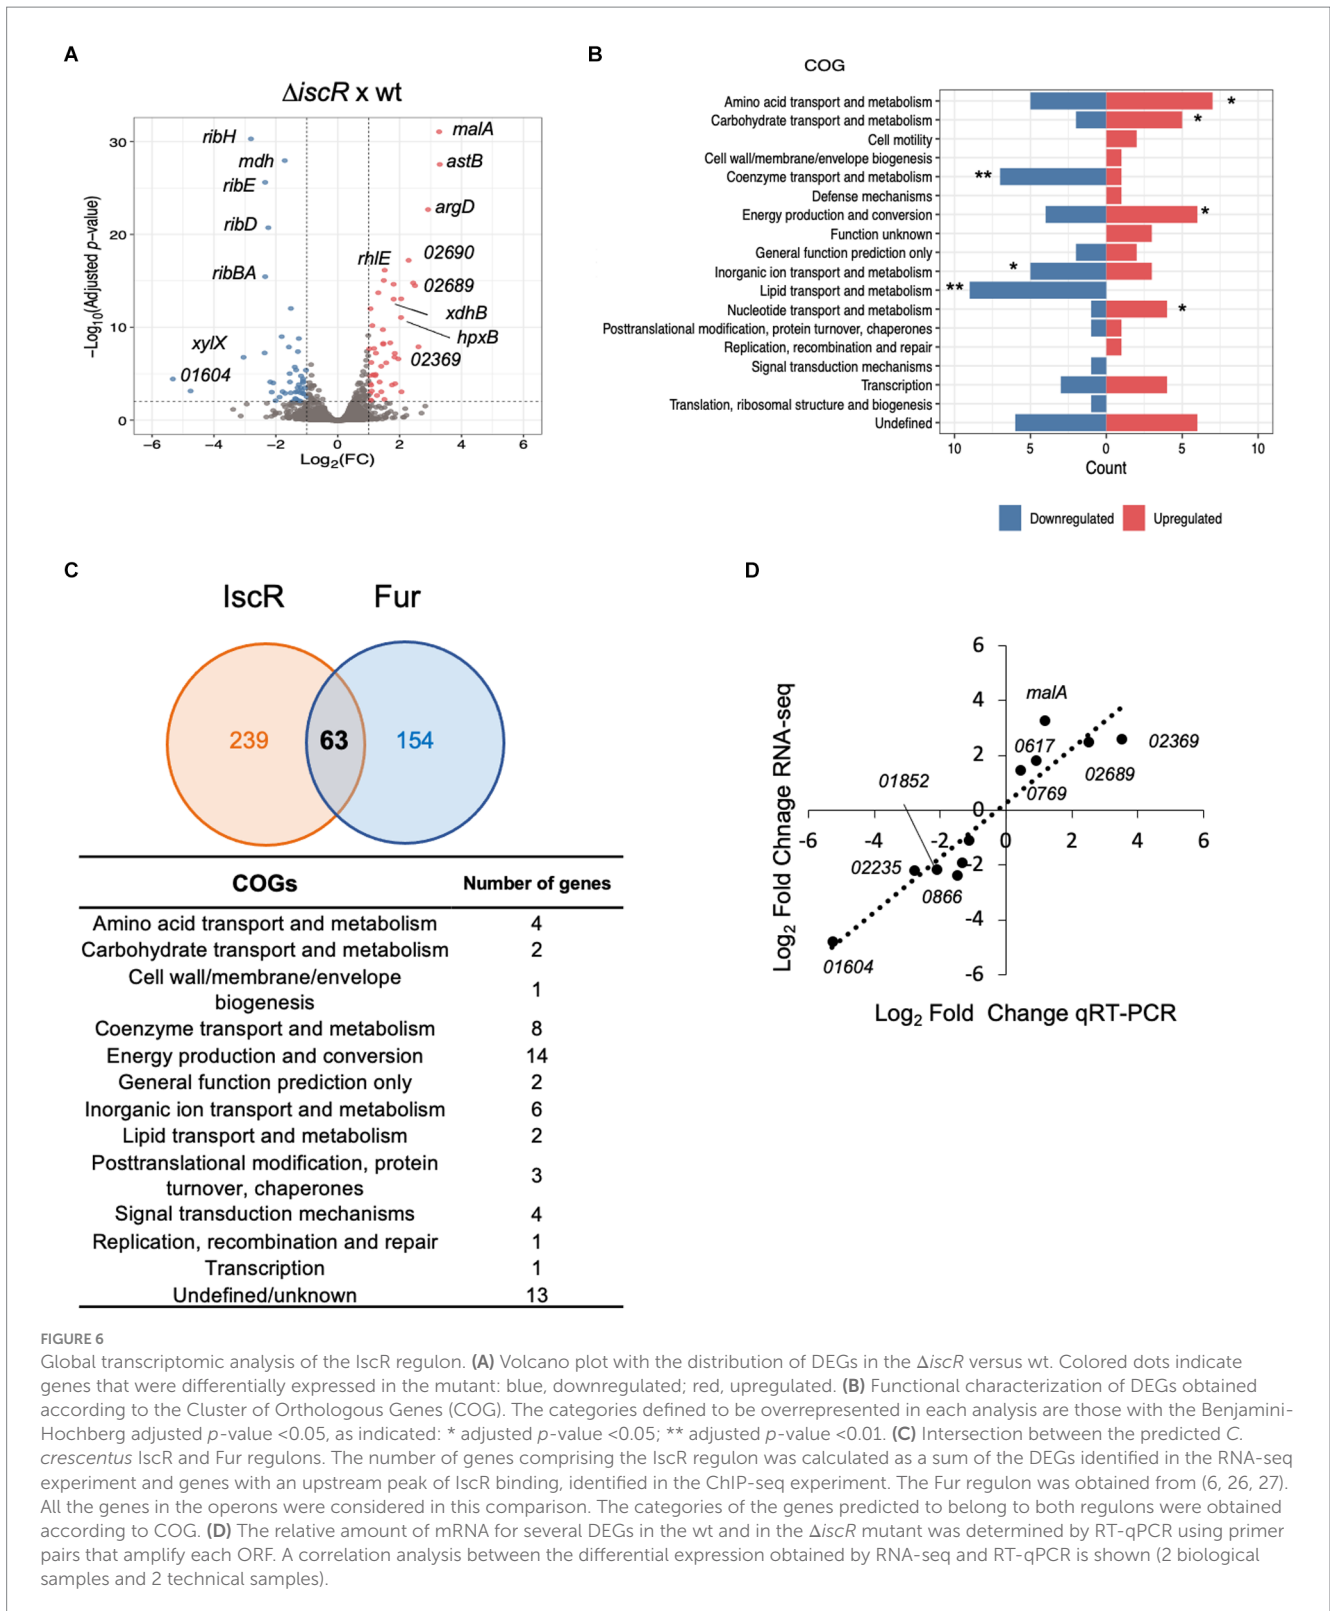 A
ΔiscR x wt
−Log10(Adjusted p−value)
30
20
10
0
ribH
mdh
ribE
ribD
ribBA
xylX
01604
malA
astB
argD
rhlE
02690
02689
xdhB
hpxB
02369
−6
−4
−2
0
2
4
6
Log2(FC)
B
COG
Amino acid transport and metabolism *
Carbohydrate transport and metabolism *
Cell motility
Cell wall/membrane/envelope biogenesis
Coenzyme transport and metabolism **
Defense mechanisms
Energy production and conversion *
Function unknown
General function prediction only
Inorganic ion transport and metabolism *
Lipid transport and metabolism **
Nucleotide transport and metabolism *
Posttranslational modification, protein turnover, chaperones
Replication, recombination and repair
Signal transduction mechanisms
Transcription
Translation, ribosomal structure and biogenesis
Undefined
10 5 0 5 10
Count
Downregulated Upregulated
C
IscR Fur
239 63 154
COGs Number of genes
Amino acid transport and metabolism 4
Carbohydrate transport and metabolism 2
Cell wall/membrane/envelope
biogenesis 1
Coenzyme transport and metabolism 8
Energy production and conversion 14
General function prediction only 2
Inorganic ion transport and metabolism 6
Lipid transport and metabolism 2
Posttranslational modification, protein
turnover, chaperones 3
Signal transduction mechanisms 4
Replication, recombination and repair 1
Transcription 1
Undefined/unknown 13
D
Log2 Fold Chnage RNA-seq
6
4
2
0
-2
-4
-6
malA
0617
02369
02689
0769
01852
-6 -4 -2 0 2 4 6
02235
0866
01604
Log2 Fold Change qRT-PCR
FIGURE 6
Global transcriptomic analysis of the IscR regulon. (A) Volcano plot with the distribution of DEGs in the ΔiscR versus wt. Colored dots indicate
genes that were differentially expressed in the mutant: blue, downregulated; red, upregulated. (B) Functional characterization of DEGs obtained
according to the Cluster of Orthologous Genes (COG). The categories defined to be overrepresented in each analysis are those with the Benjamini-
Hochberg adjusted p-value <0.05, as indicated: * adjusted p-value <0.05; ** adjusted p-value <0.01. (C) Intersection between the predicted C.
crescentus IscR and Fur regulons. The number of genes comprising the IscR regulon was calculated as a sum of the DEGs identified in the RNA-seq
experiment and genes with an upstream peak of IscR binding, identified in the ChIP-seq experiment. The Fur regulon was obtained from (6, 26, 27).
All the genes in the operons were considered in this comparison. The categories of the genes predicted to belong to both regulons were obtained
according to COG. (D) The relative amount of mRNA for several DEGs in the wt and in the ΔiscR mutant was determined by RT-qPCR using primer
pairs that amplify each ORF. A correlation analysis between the differential expression obtained by RNA-seq and RT-qPCR is shown (2 biological
samples and 2 technical samples).